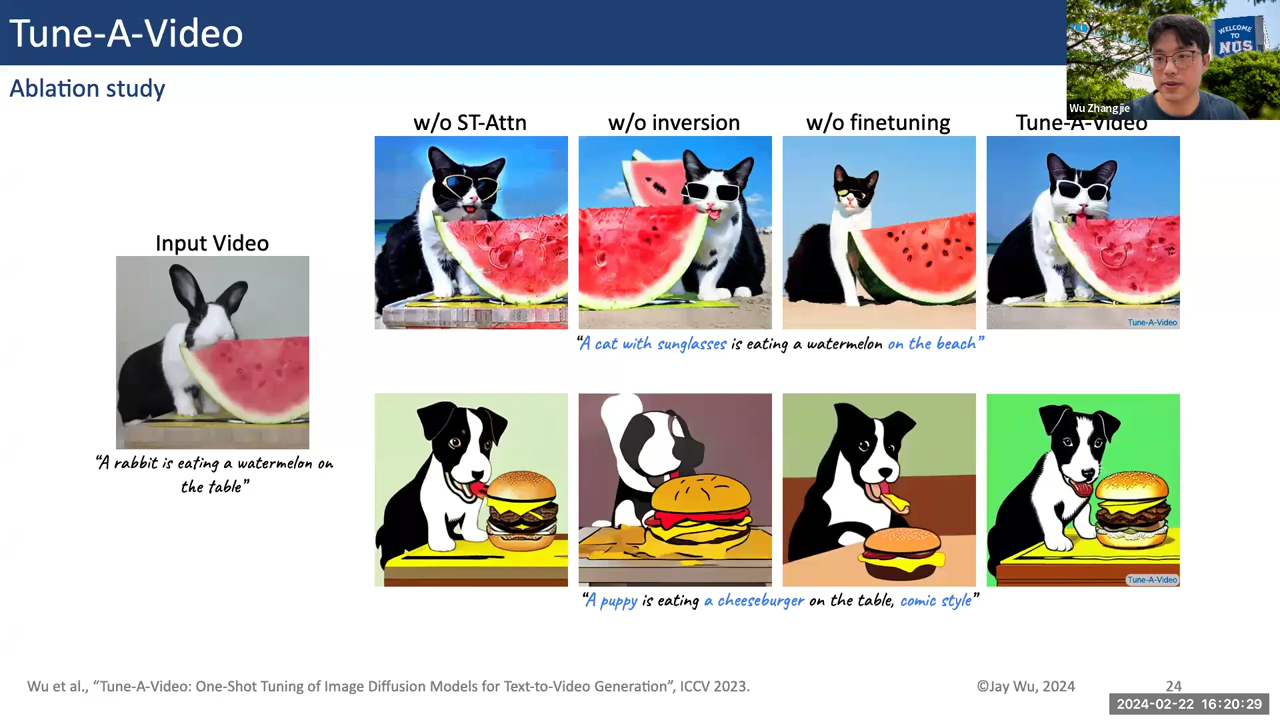 Tune-A-Video
Ablation study
WELCOME
TO
NUS
Wu Zhangjie
w/o ST-Attn
w/o inversion
w/o finetuning
Tune-A-Video
Input Video
Tune-A-Video
“A cat with sunglasses is eating a watermelon on the beach”
“A rabbit is eating a watermelon on
the table”
Tune-A-Video
“A puppy is eating a cheeseburger on the table, comic style”
Wu et al., “Tune-A-Video: One-Shot Tuning of Image Diffusion Models for Text-to-Video Generation”, ICCV 2023.
©Jay Wu, 2024
24
2024-02-22 16:20:29